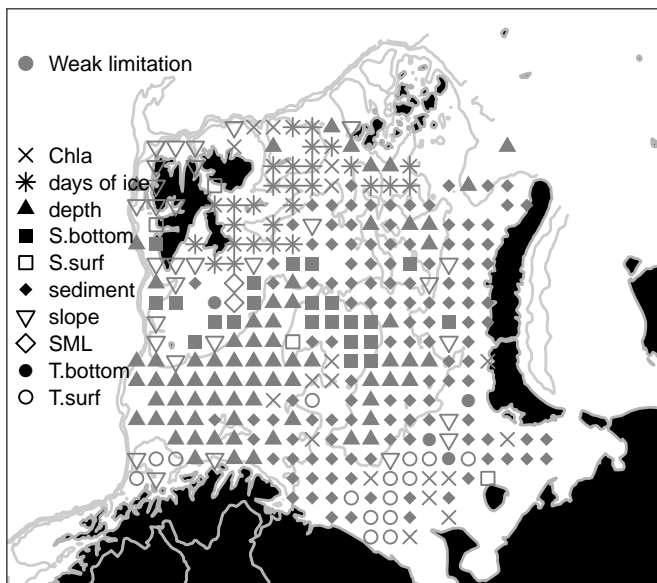 Weak limitation
Chla
days of ice
depth
S.bottom
S.surf
sediment
slope
SML
T.bottom
T.surf